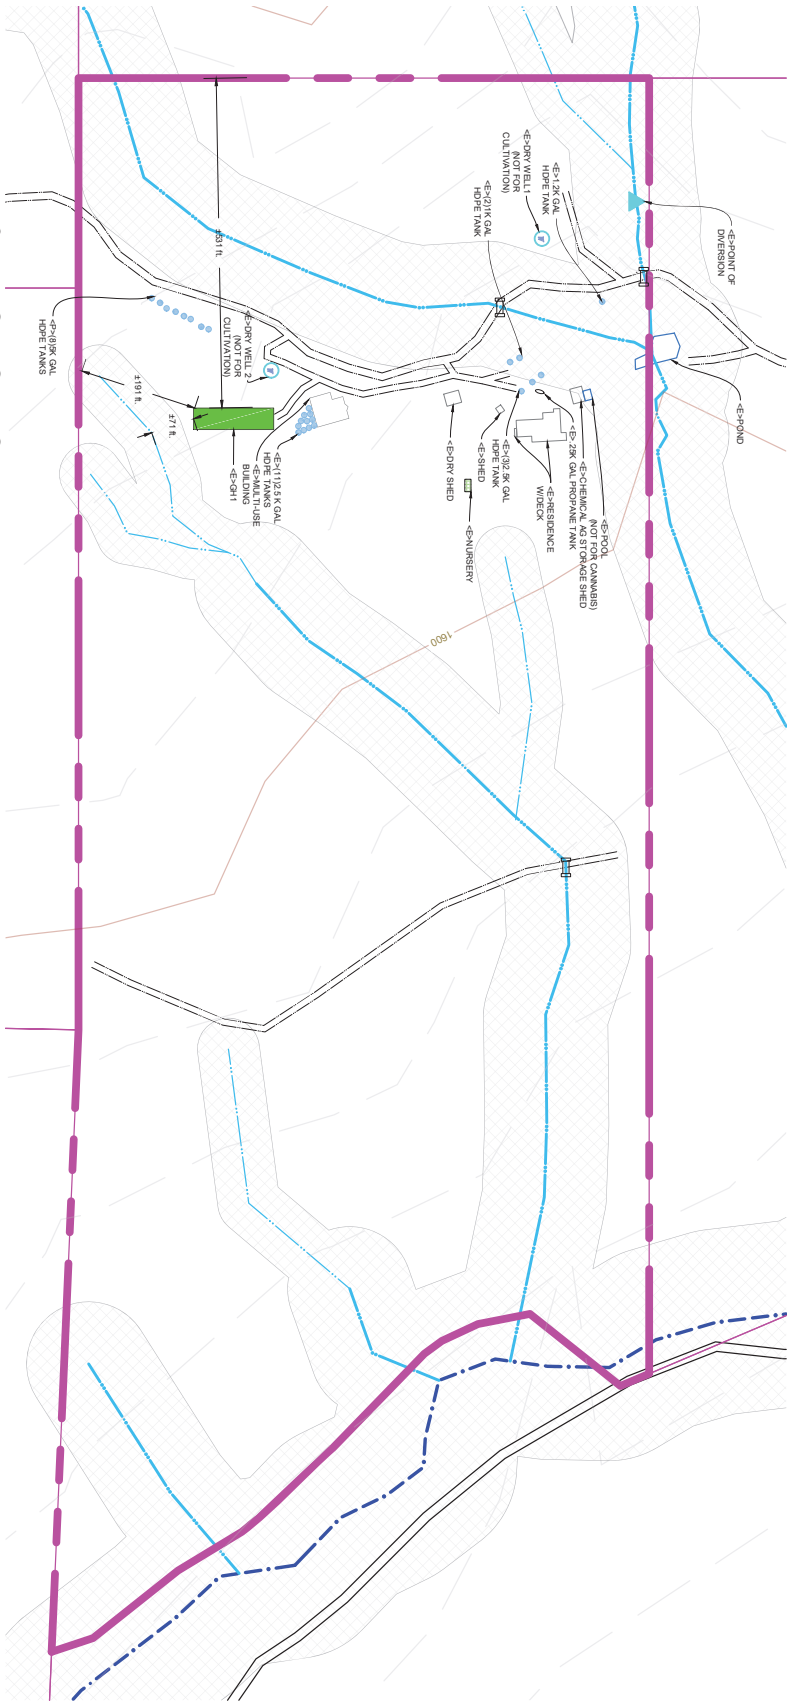 <E>POINT OF
DIVERSION
<E>1.2K GAL
HDPE TANK
<E>DRY WELL1
(NOT FOR
CULTIVATION)
<E>(2)1K GAL
HDPE TANK
±531 ft.
<E>DRY WELL 2
(NOT FOR
CULTIVATION)
<P>(8)5K GAL
HDPE TANKS
±191 ft.
±71 ft.
<E>GH1
<E>MULTI-USE
BUILDING
<E>(11)2.5 K GAL
HDPE TANKS
<E>DRY SHED
<E>SHED
<E>(3)2.5K GAL
HDPE TANK
<E>NURSERY
<E>RESIDENCE
W/DECK
<E>.25K GAL PROPANE TANK
<E>CHEMICAL AG STORAGE SHED
<E>POOL
(NOT FOR CANNABIS)
<E>POND
1600